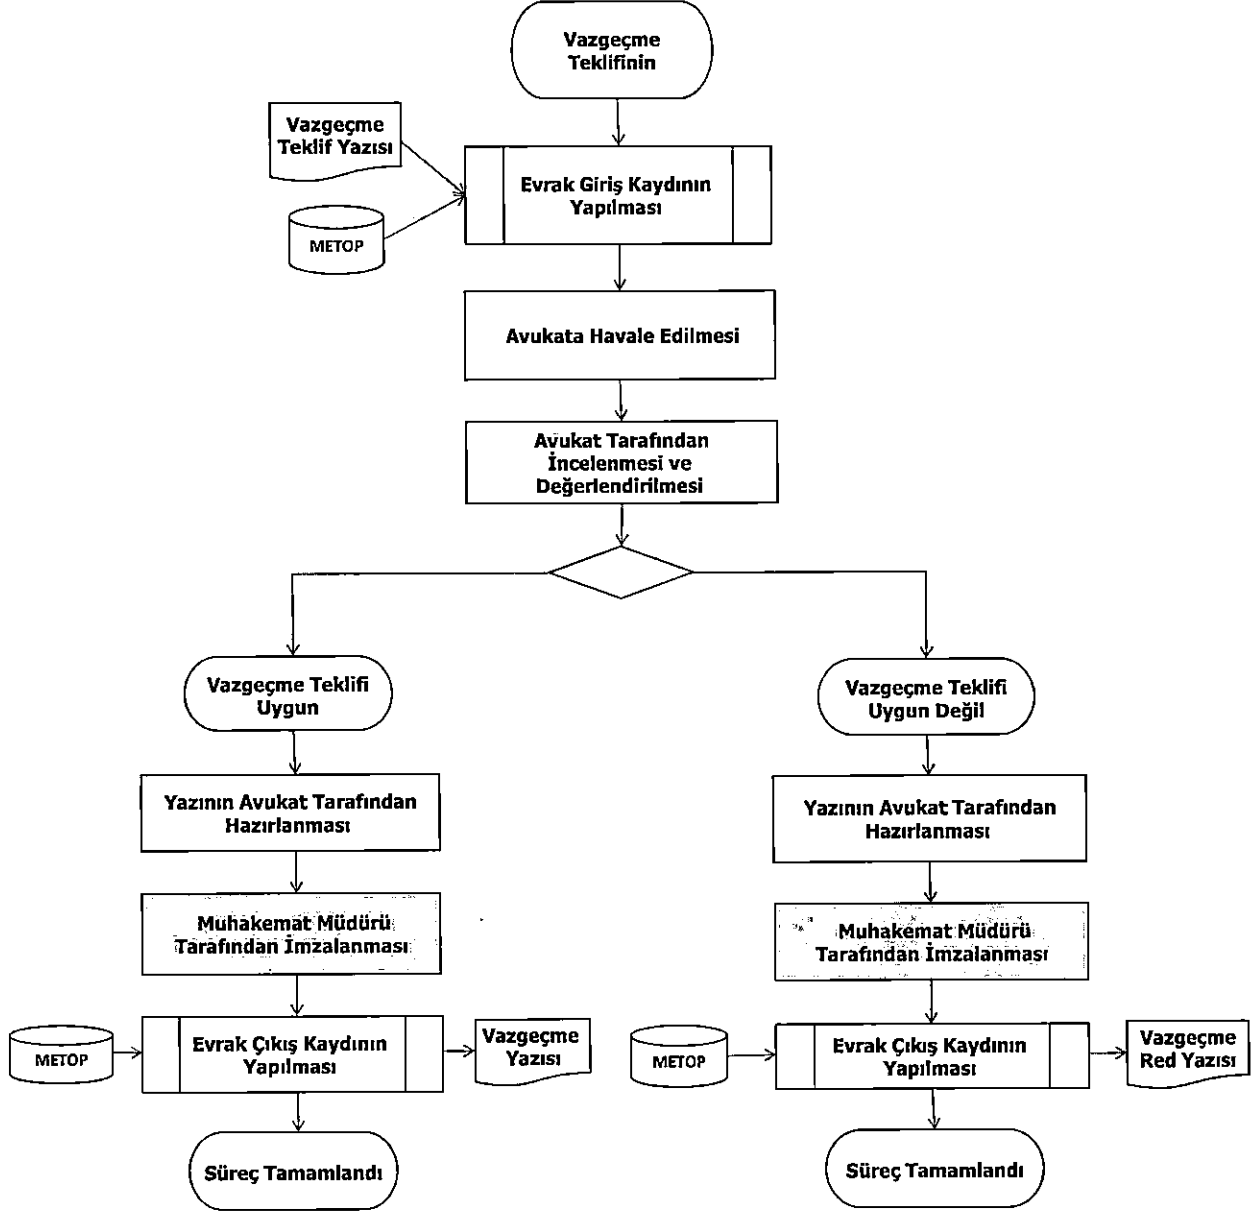 Vazgeçme
Teklifinin
Vazgeçme
Teklif Yazısı
METOP
Evrak Giriş Kaydının
Yapılması
Avukata Havale Edilmesi
Avukat Tarafından
İncelenmesi ve
Değerlendirilmesi
Vazgeçme Teklifi
Uygun
Yazının Avukat Tarafından
Hazırlanması
Muhakemat Müdürü
Tarafından İmzalanması
METOP
Evrak Çıkış Kaydının
Yapılması
Vazgeçme
Yazısı
Süreç Tamamlandı
Vazgeçme Teklifi
Uygun Değil
Yazının Avukat Tarafından
Hazırlanması
Muhakemat Müdürü
Tarafından İmzalanması
METOP
Evrak Çıkış Kaydının
Yapılması
Vazgeçme
Red Yazısı
Süreç Tamamlandı